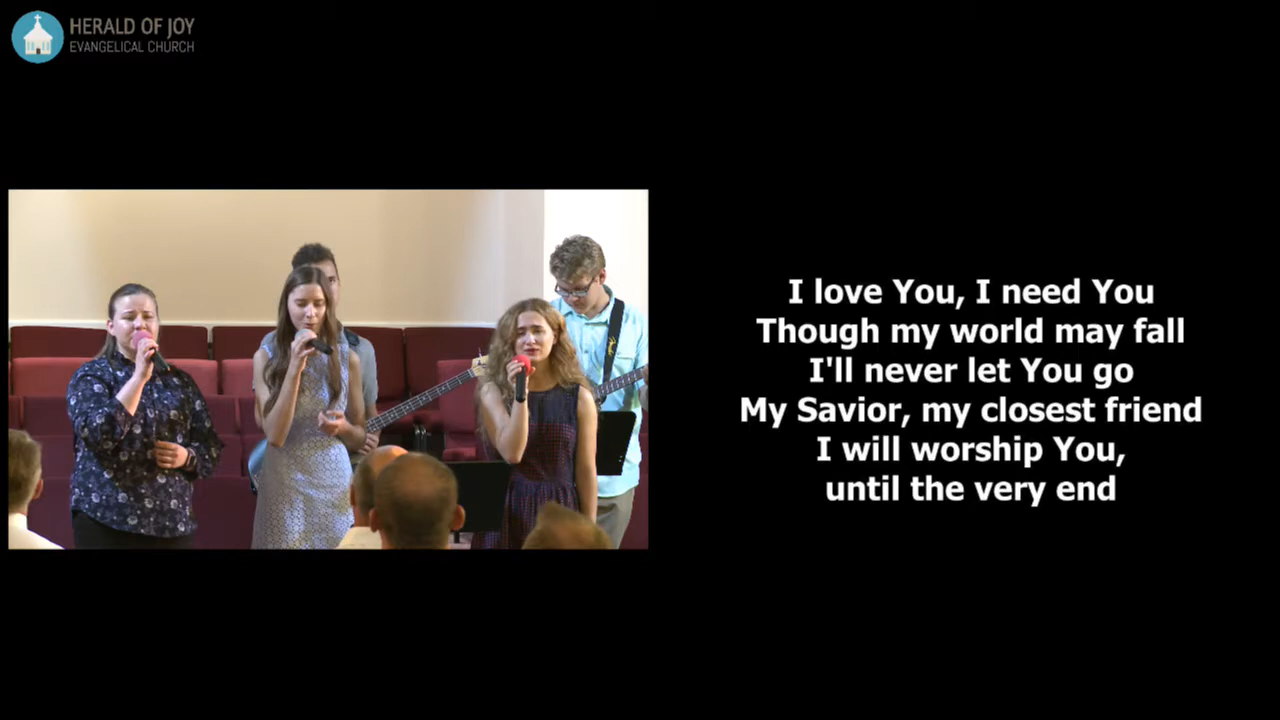 HERALD OF JOY
EVANGELICAL CHURCH
I love You, I need You
Though my world may fall
I'll never let You go
My Savior, my closest friend
I will worship You,
until the very end